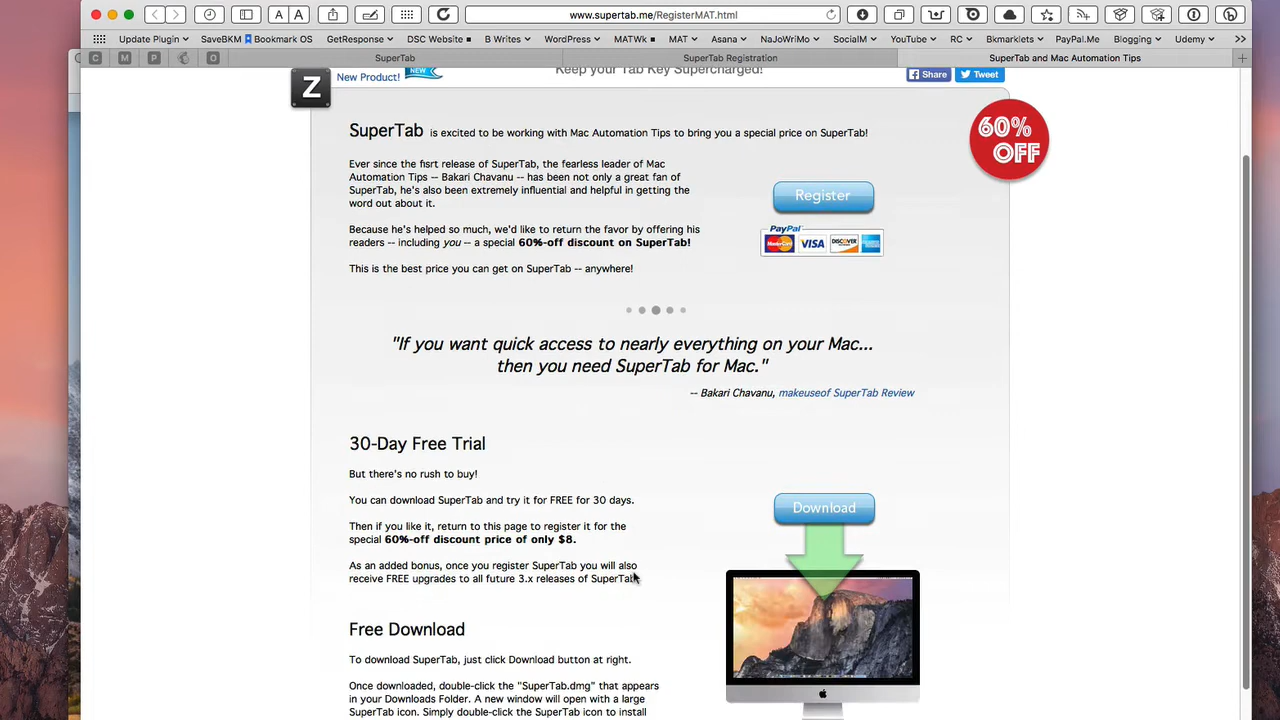 www.supertab.me/RegisterMAT.html
Update Plugin SaveBKM Bookmark OS GetResponse DSC Website B Writes WordPress MATWk MAT Asana NaJoWriMo SocialM YouTube RC Bkmarklets PayPal.Me Blogging Udemy
C M P O SuperTab SuperTab Registration SuperTab and Mac Automation Tips
Z New Product! NEW Keep your Tab Key Supercharged! Share Tweet
SuperTab is excited to be working with Mac Automation Tips to bring you a special price on SuperTab!
60%
OFF
Ever since the fisrt release of SuperTab, the fearless leader of Mac
Automation Tips -- Bakari Chavanu -- has been not only a great fan of
SuperTab, he's also been extremely influential and helpful in getting the
word out about it.
Register
PayPal
MasterCard VISA DISCOVER
Because he's helped so much, we'd like to return the favor by offering his
readers -- including you -- a special 60%-off discount on SuperTab!
This is the best price you can get on SuperTab -- anywhere!
"If you want quick access to nearly everything on your Mac...
then you need SuperTab for Mac."
-- Bakari Chavanu, makeuseof SuperTab Review
30-Day Free Trial
But there's no rush to buy!
You can download SuperTab and try it for FREE for 30 days.
Download
Then if you like it, return to this page to register it for the
special 60%-off discount price of only $8.
As an added bonus, once you register SuperTab you will also
receive FREE upgrades to all future 3.x releases of SuperTab.
Free Download
To download SuperTab, just click Download button at right.
Once downloaded, double-click the "SuperTab.dmg" that appears
in your Downloads Folder. A new window will open with a large
SuperTab icon. Simply double-click the SuperTab icon to install